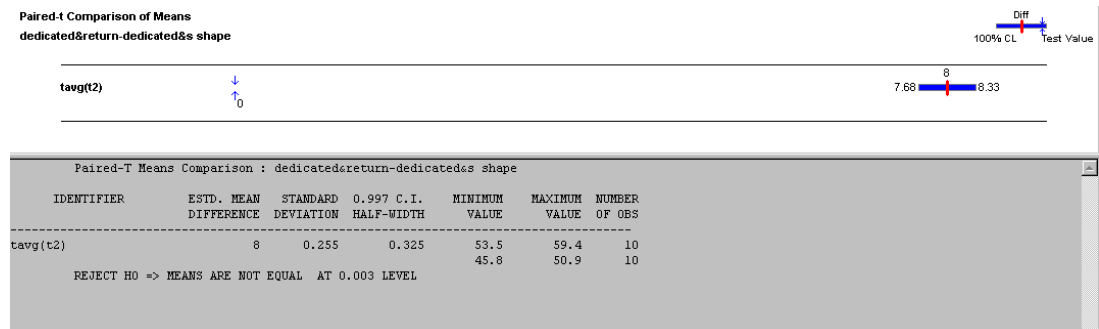 Paired-t Comparison of Means
dedicated&return-dedicated&s shape
Diff
100% CL Test Value
tavg(t2)
0
8
7.68 8.33
Paired-T Means Comparison : dedicated&return-dedicated&s shape
IDENTIFIER ESTD. MEAN STANDARD 0.997 C.I. MINIMUM MAXIMUM NUMBER
DIFFERENCE DEVIATION HALF-WIDTH VALUE VALUE OF OBS
tavg(t2) 8 0.255 0.325 53.5 59.4 10
45.8 50.9 10
REJECT H0 => MEANS ARE NOT EQUAL AT 0.003 LEVEL